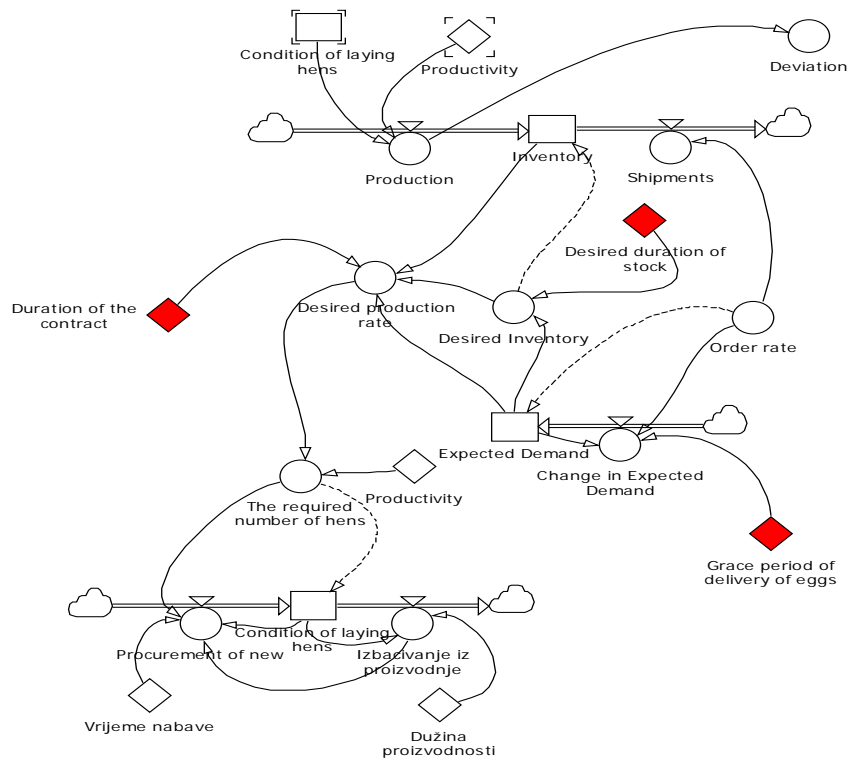 Condition of laying
hens
Productivity
Deviation
Production
Inventory
Shipments
Desired duration of
stock
Duration of the
contract
Desired production
rate
Desired Inventory
Order rate
Expected Demand
Change in Expected
Demand
The required
number of hens
Productivity
Grace period of
delivery of eggs
Procurement of new
Condition of laying
hens
Izbacivanje iz
proizvodnje
Vrijeme nabave
Dužina
proizvodnosti